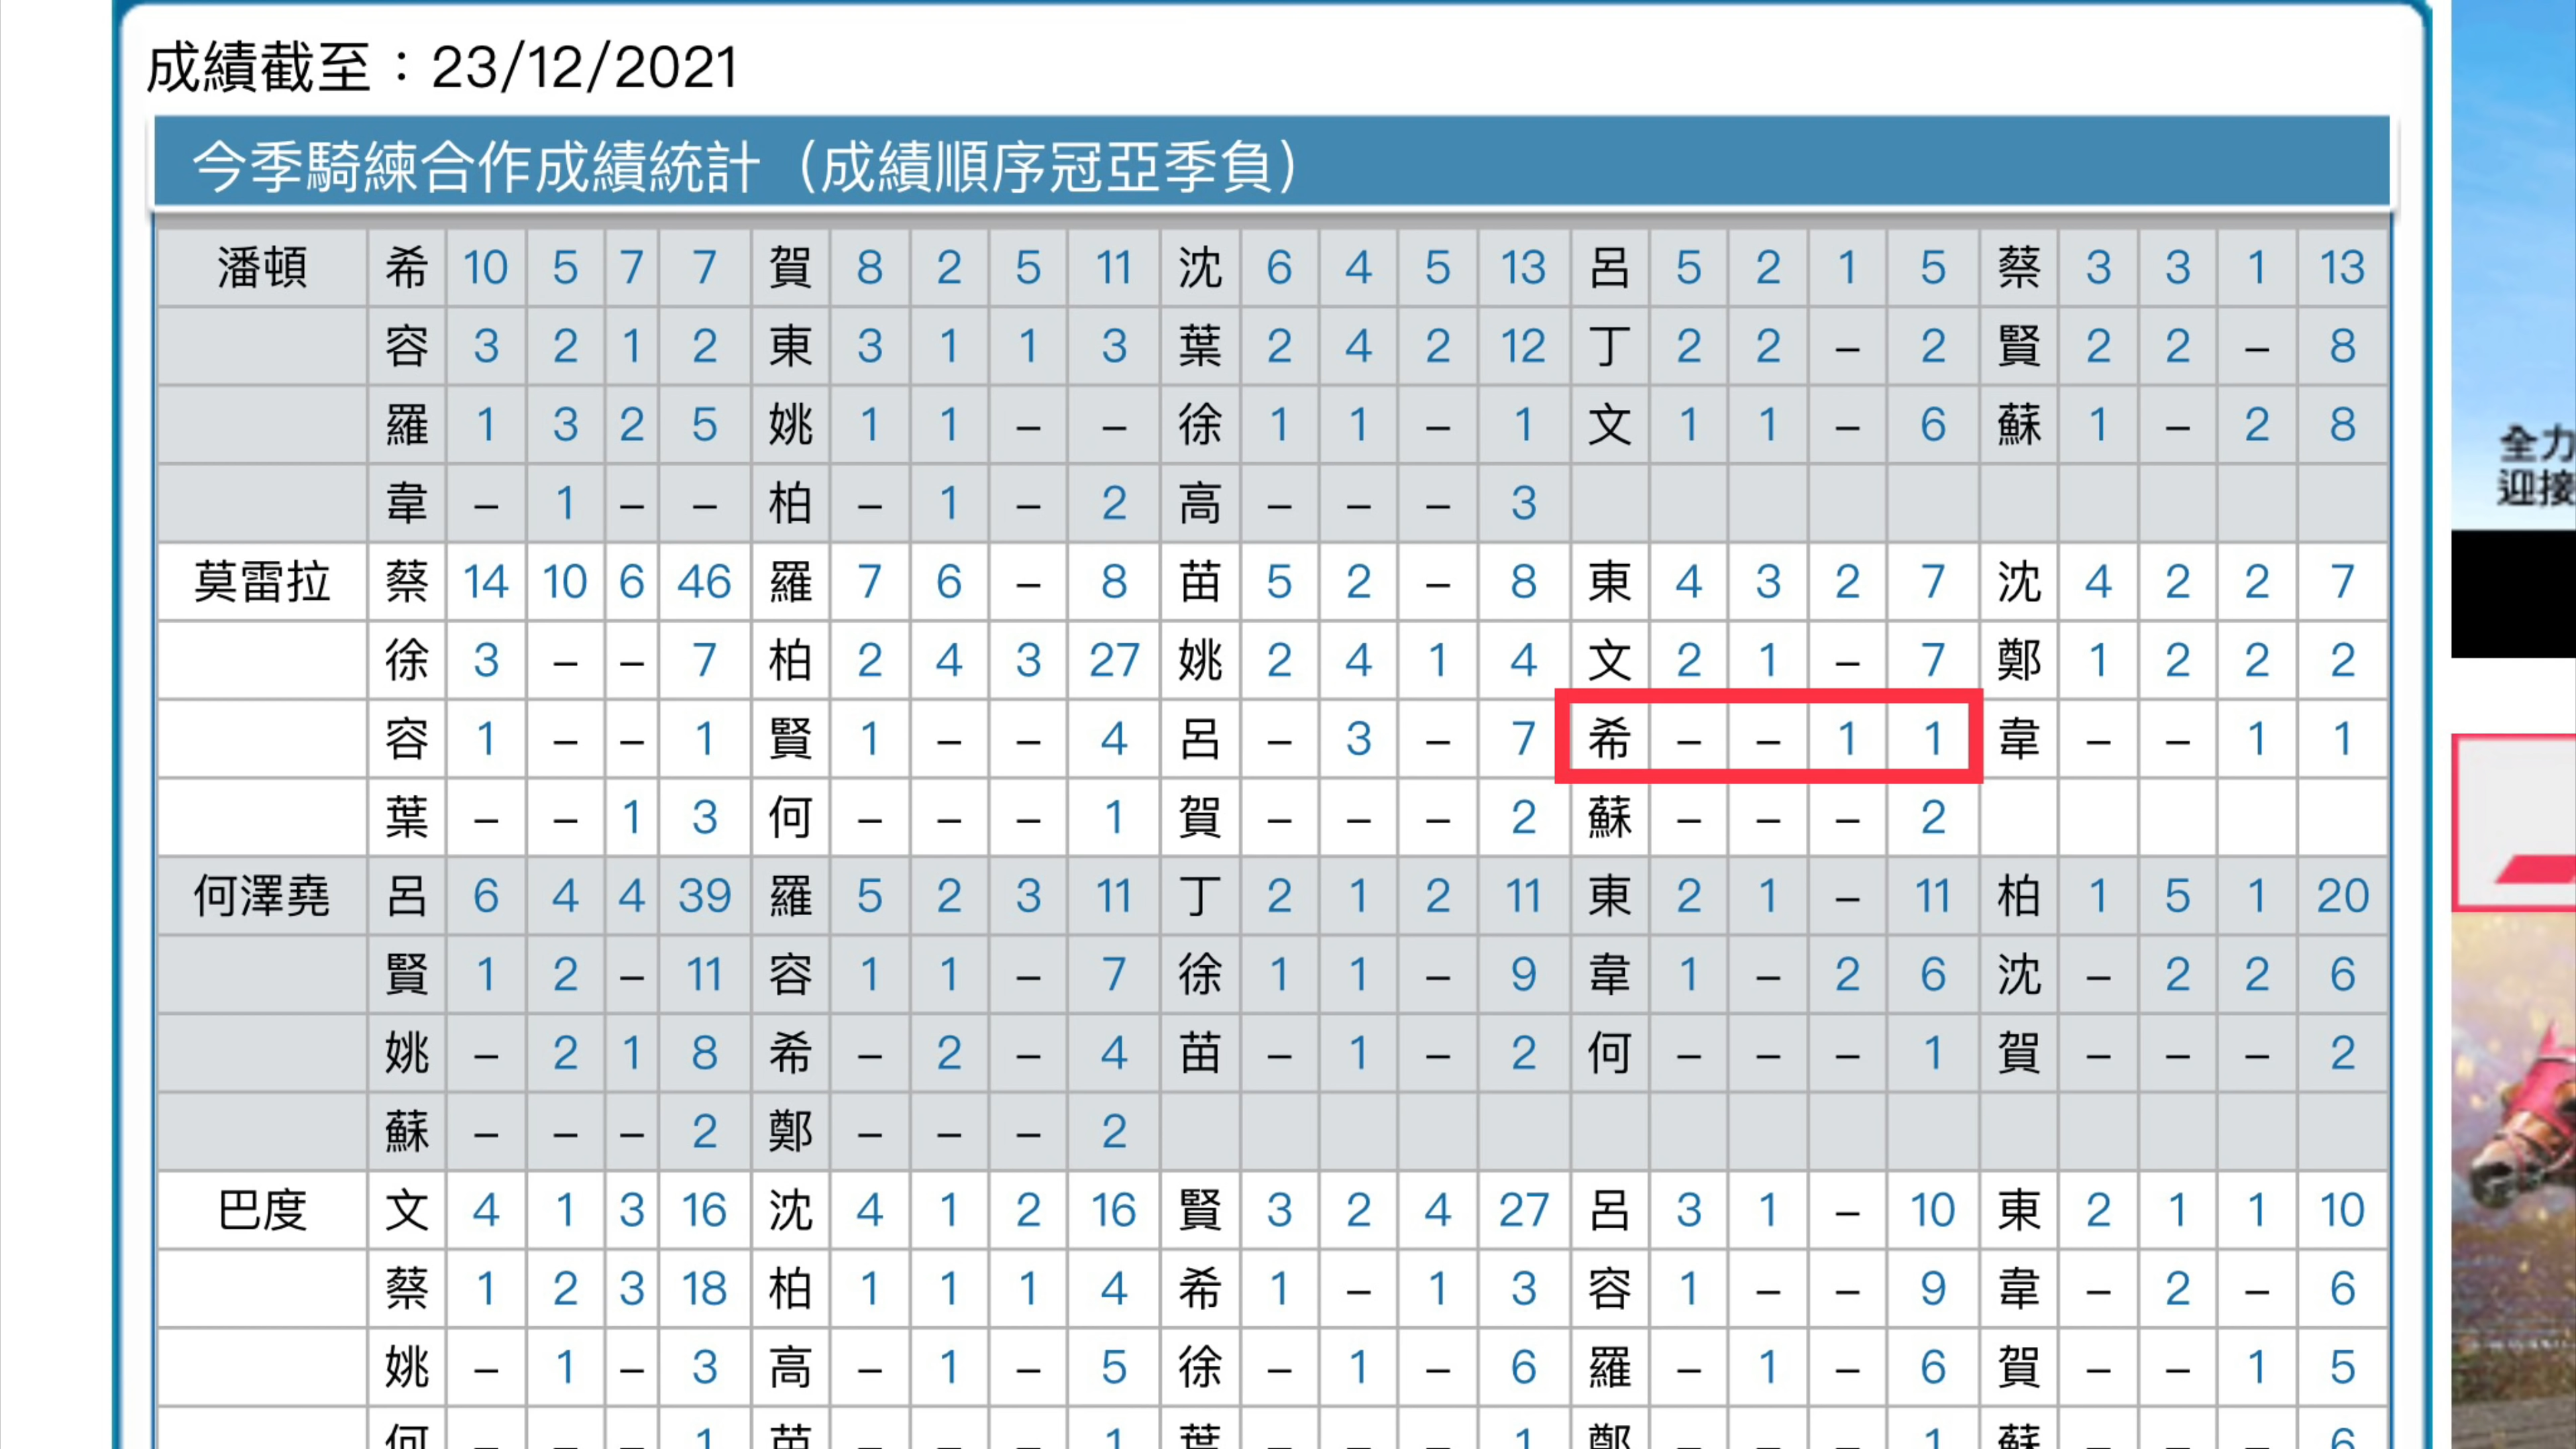 成績截至：23/12/2021
今季騎練合作成績統計（成績順序冠亞季負）
潘頓 希 10 5 7 7 賀 8 2 5 11 沈 6 4 5 13 呂 5 2 1 5 蔡 3 3 1 13
容 3 2 1 2 東 3 1 1 3 葉 2 4 2 12 丁 2 2 – 2 賢 2 2 – 8
羅 1 3 2 5 姚 1 1 – – 徐 1 1 – 1 文 1 1 – 6 蘇 1 – 2 8
韋 – 1 – – 柏 – 1 – 2 高 – – – 3
莫雷拉 蔡 14 10 6 46 羅 7 6 – 8 苗 5 2 – 8 東 4 3 2 7 沈 4 2 2 7
徐 3 – – 7 柏 2 4 3 27 姚 2 4 1 4 文 2 1 – 7 鄭 1 2 2 2
容 1 – – 1 賢 1 – – 4 呂 – 3 – 7 希 – – 1 1 韋 – – 1 1
葉 – – 1 3 何 – – – 1 賀 – – – 2 蘇 – – – 2
何澤堯 呂 6 4 4 39 羅 5 2 3 11 丁 2 1 2 11 東 2 1 – 11 柏 1 5 1 20
賢 1 2 – 11 容 1 1 – 7 徐 1 1 – 9 韋 1 – 2 6 沈 – 2 2 6
姚 – 2 1 8 希 – 2 – 4 苗 – 1 – 2 何 – – – 1 賀 – – – 2
蘇 – – – 2 鄭 – – – 2
巴度 文 4 1 3 16 沈 4 1 2 16 賢 3 2 4 27 呂 3 1 – 10 東 2 1 1 10
蔡 1 2 3 18 柏 1 1 1 4 希 1 – 1 3 容 1 – – 9 韋 – 2 – 6
姚 – 1 – 3 高 – 1 – 5 徐 – 1 – 6 羅 – 1 – 6 賀 – – 1 5
何 – – – 1 苗 – – – 1 葉 – – – 1 鄭 – – – 1 蘇 – – – 6
全力
迎接